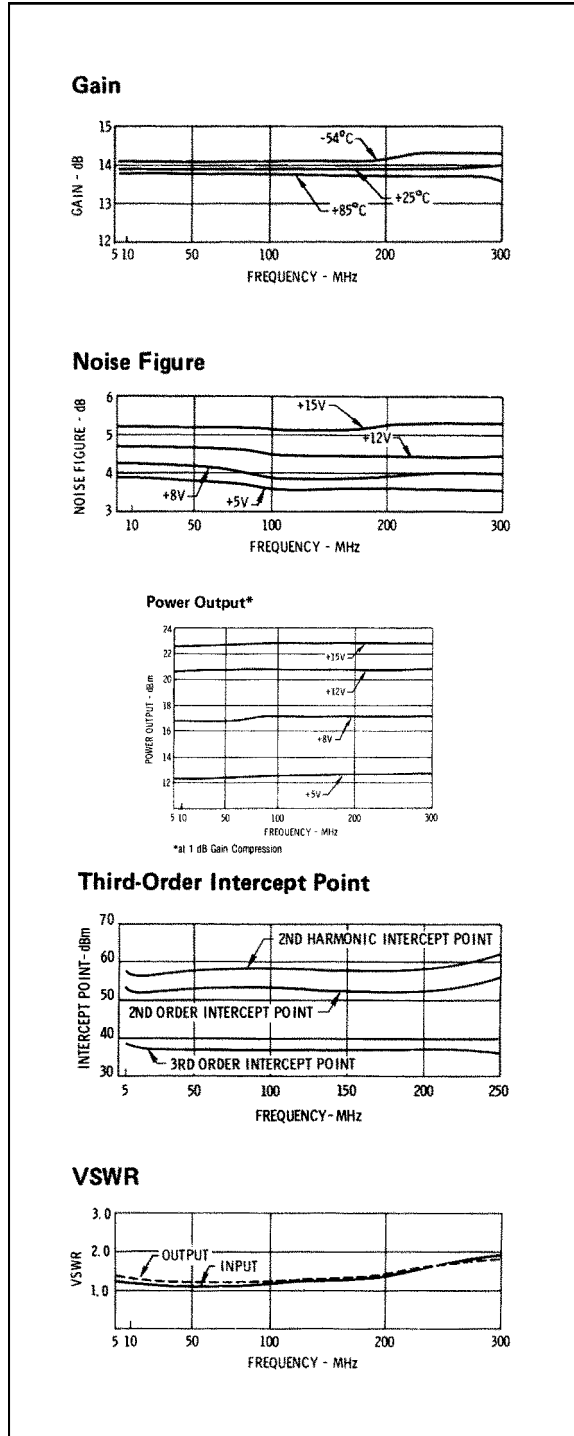 Gain
15
14
13
12
GAIN - dB
-54°C
+25°C
+85°C
5 10 50 100 200 300
FREQUENCY - MHz
Noise Figure
6
5
4
3
NOISE FIGURE - dB
+15V
+12V
+8V
+5V
10 50 100 200 300
FREQUENCY - MHz
Power Output*
24
22
20
18
16
14
12
POWER OUTPUT - dBm
+15V
+12V
+8V
+5V
5 10 50 100 200 300
FREQUENCY - MHz
*at 1 dB Gain Compression
Third-Order Intercept Point
70
60
50
40
30
INTERCEPT POINT-dBm
2ND HARMONIC INTERCEPT POINT
2ND ORDER INTERCEPT POINT
3RD ORDER INTERCEPT POINT
5 50 100 150 200 250
FREQUENCY-MHz
VSWR
3.0
2.0
1.0
VSWR
OUTPUT
INPUT
5 10 50 100 200 300
FREQUENCY - MHz